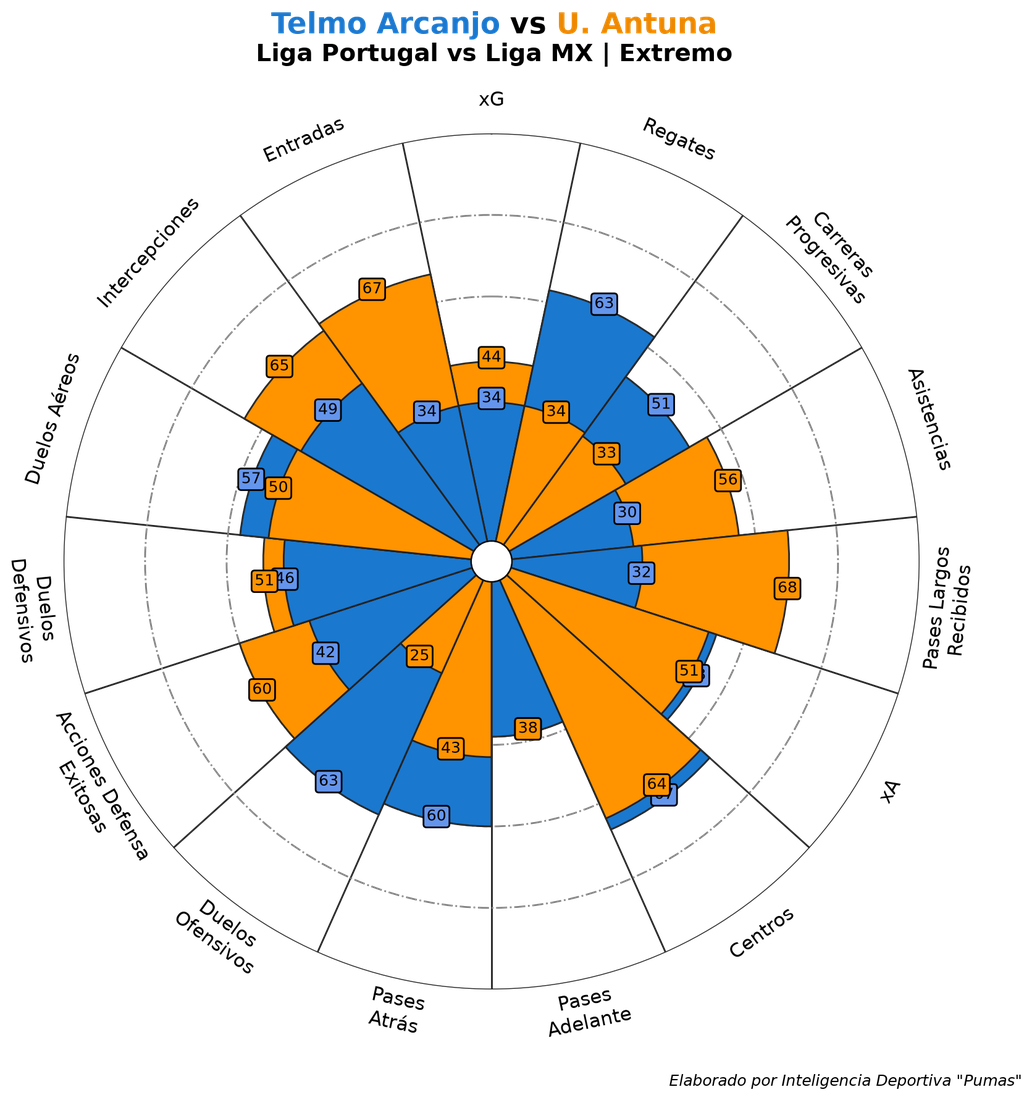 Telmo Arcanjo vs U. Antuna
Liga Portugal vs Liga MX | Extremo
xG
Regates
Carreras
Progresivas
Asistencias
Pases Largos
Recibidos
xA
Centros
Pases
Adelante
Pases
Atrás
Duelos
Ofensivos
Acciones Defensa
Exitosas
Duelos
Defensivos
Duelos Aéreos
Intercepciones
Entradas
44
34
63
34
51
33
56
30
68
32
51
64
38
43
60
25
63
42
60
51
46
57
50
65
49
67
34
Elaborado por Inteligencia Deportiva "Pumas"